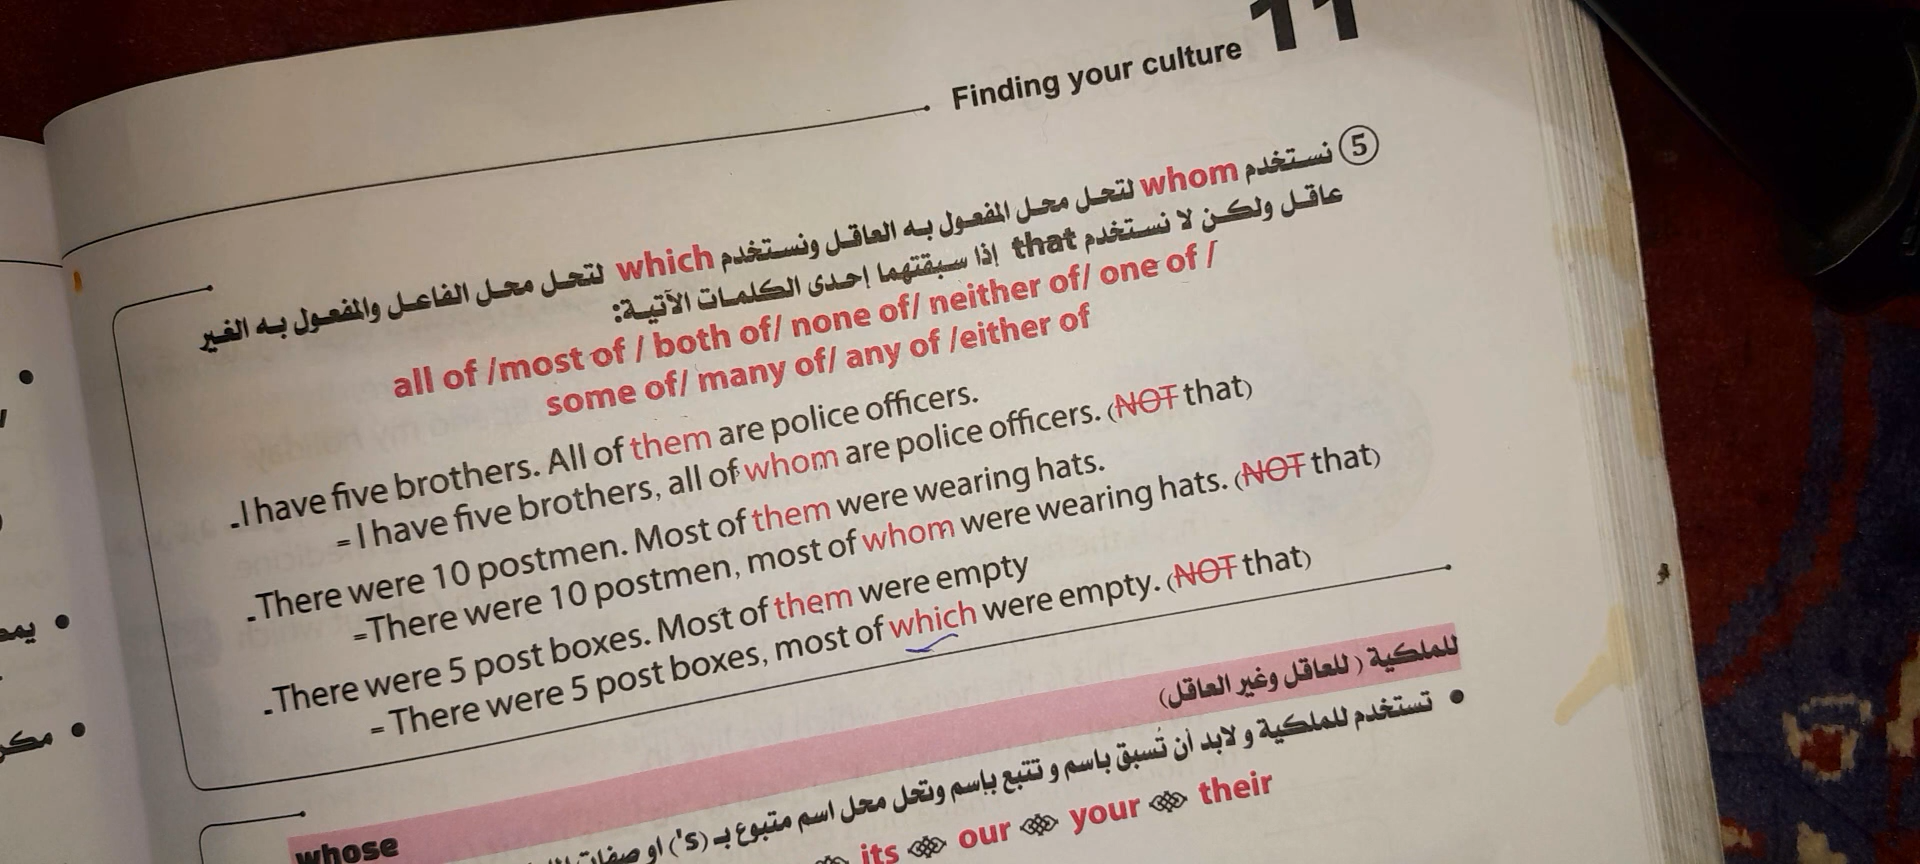 Finding your culture 11
⑤ نستخدم whom لتحل محل المفعول به العاقل ونستخدم which لتحل محل الفاعل والمفعول به الغير
عاقل ولكن لا نستخدم that إذا سبقتهما إحدى الكلمات الآتية:
all of /most of / both of/ none of/ neither of/ one of /
some of/ many of/ any of /either of
.I have five brothers. All of them are police officers.
= I have five brothers, all of whom are police officers. (NOT that)
.There were 10 postmen. Most of them were wearing hats.
=There were 10 postmen, most of whom were wearing hats. (NOT that)
.There were 5 post boxes. Most of them were empty
= There were 5 post boxes, most of which were empty. (NOT that)
whose للملكية ( للعاقل وغير العاقل)
• تستخدم للملكية و لابد أن تُسبق باسم و تتبع بإسم وتحل محل اسم متبوع بـ (s') او صفات
its our your their